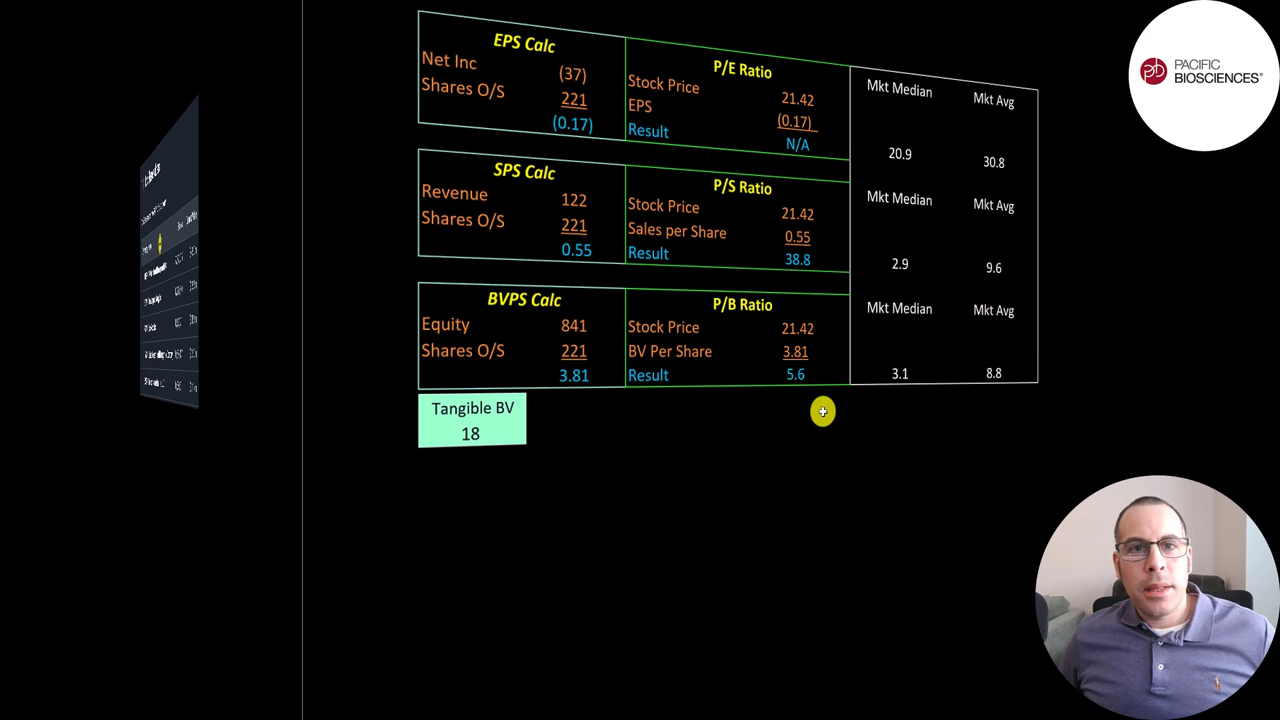 EPS Calc
Net Inc (37)
Shares O/S 221
(0.17)
P/E Ratio
Stock Price 21.42
EPS (0.17)
Result N/A
Mkt Median Mkt Avg
20.9 30.8
SPS Calc
Revenue 122
Shares O/S 221
0.55
P/S Ratio
Stock Price 21.42
Sales per Share 0.55
Result 38.8
Mkt Median Mkt Avg
2.9 9.6
BVPS Calc
Equity 841
Shares O/S 221
3.81
P/B Ratio
Stock Price 21.42
BV Per Share 3.81
Result 5.6
Mkt Median Mkt Avg
3.1 8.8
Tangible BV
18
PACIFIC
BIOSCIENCES®